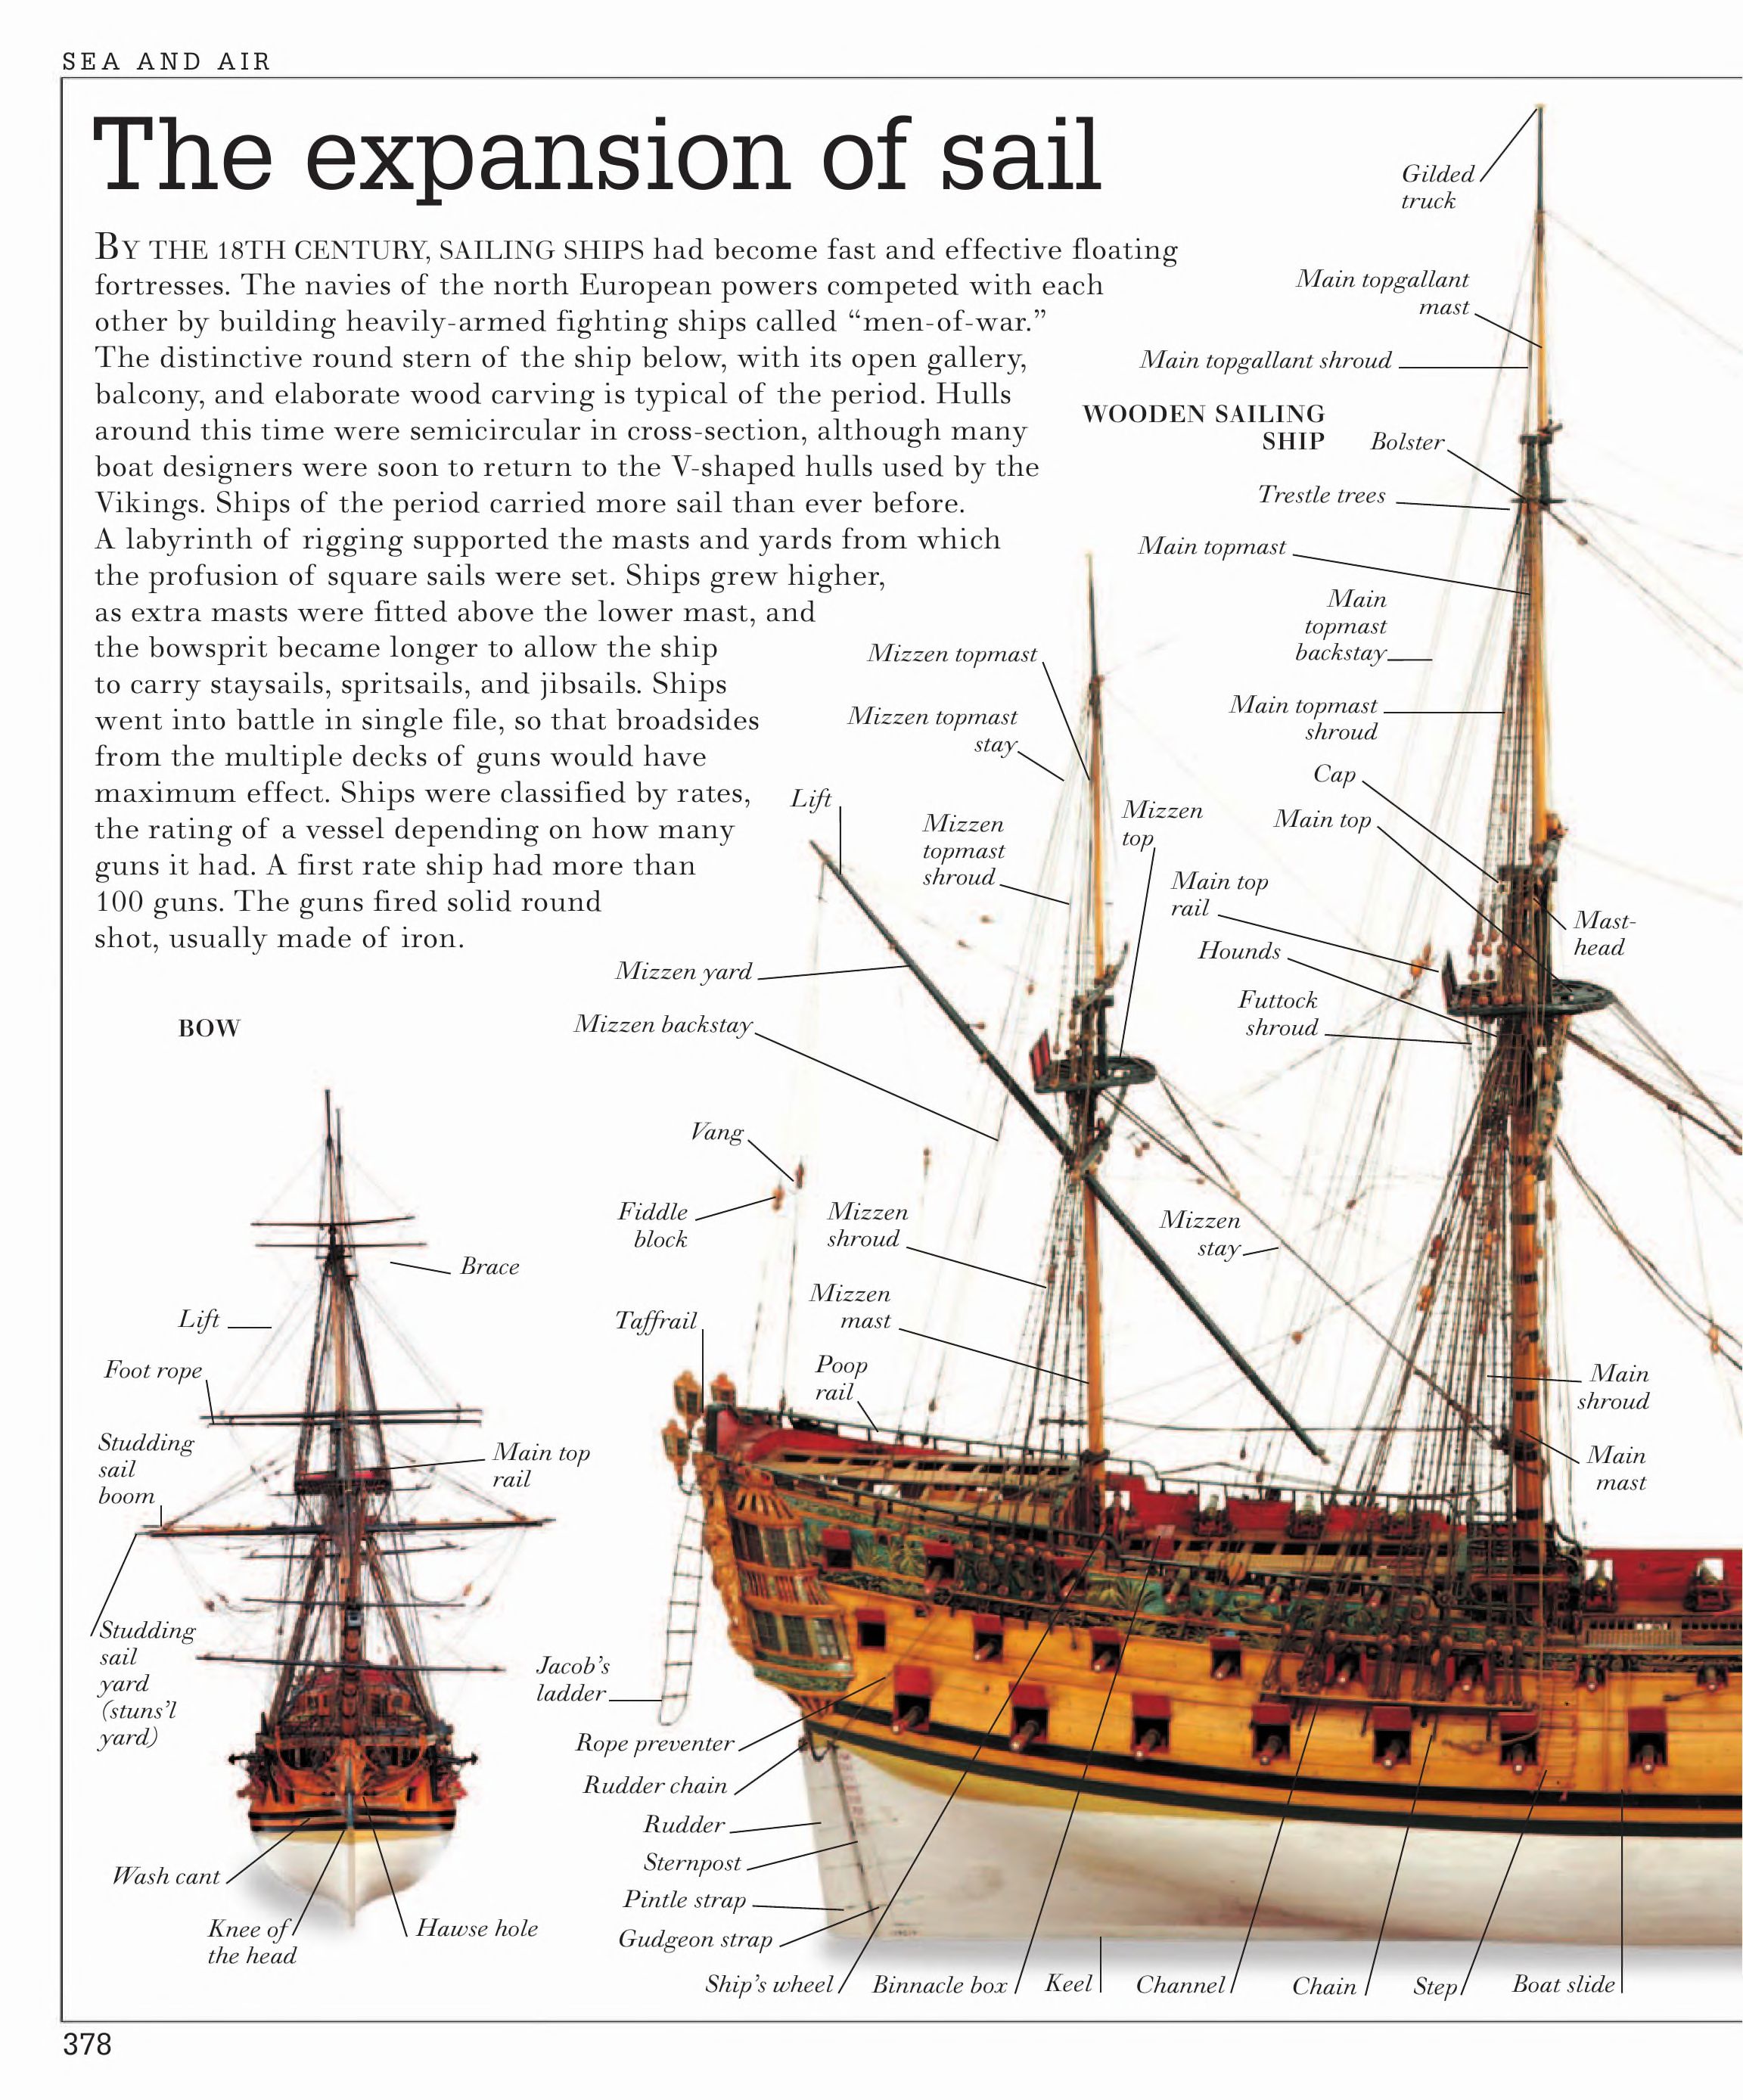 SEA AND AIR
The expansion of sail
BY THE 18TH CENTURY, SAILING SHIPS had become fast and effective floating
fortresses. The navies of the north European powers competed with each
other by building heavily-armed fighting ships called “men-of-war.”
The distinctive round stern of the ship below, with its open gallery,
balcony, and elaborate wood carving is typical of the period. Hulls
around this time were semicircular in cross-section, although many
boat designers were soon to return to the V-shaped hulls used by the
Vikings. Ships of the period carried more sail than ever before.
A labyrinth of rigging supported the masts and yards from which
the profusion of square sails were set. Ships grew higher,
as extra masts were fitted above the lower mast, and
the bowsprit became longer to allow the ship
to carry staysails, spritsails, and jibsails. Ships
went into battle in single file, so that broadsides
from the multiple decks of guns would have
maximum effect. Ships were classified by rates,
the rating of a vessel depending on how many
guns it had. A first rate ship had more than
100 guns. The guns fired solid round
shot, usually made of iron.
WOODEN SAILING
SHIP
Gilded
truck
Main topgallant
mast
Main topgallant shroud
Bolster
Trestle trees
Main topmast
Main
topmast
backstay
Main topmast
shroud
Cap
Main top
Mizzen topmast
Mizzen topmast
stay
Lift
Mizzen
topmast
shroud
Mizzen
top
Main top
rail
Mast-
head
Hounds
Futtock
shroud
Mizzen yard
Mizzen backstay
Vang
Fiddle
block
Mizzen
shroud
Mizzen
stay
Mizzen
mast
Taffrail
Poop
rail
Main
shroud
Main
mast
Jacob’s
ladder
Rope preventer
Rudder chain
Rudder
Sternpost
Pintle strap
Gudgeon strap
Ship’s wheel
Binnacle box
Keel
Channel
Chain
Step
Boat slide
BOW
Brace
Lift
Foot rope
Studding
sail
boom
Main top
rail
Studding
sail
yard
(stuns’l
yard)
Wash cant
Knee of
the head
Hawse hole
378